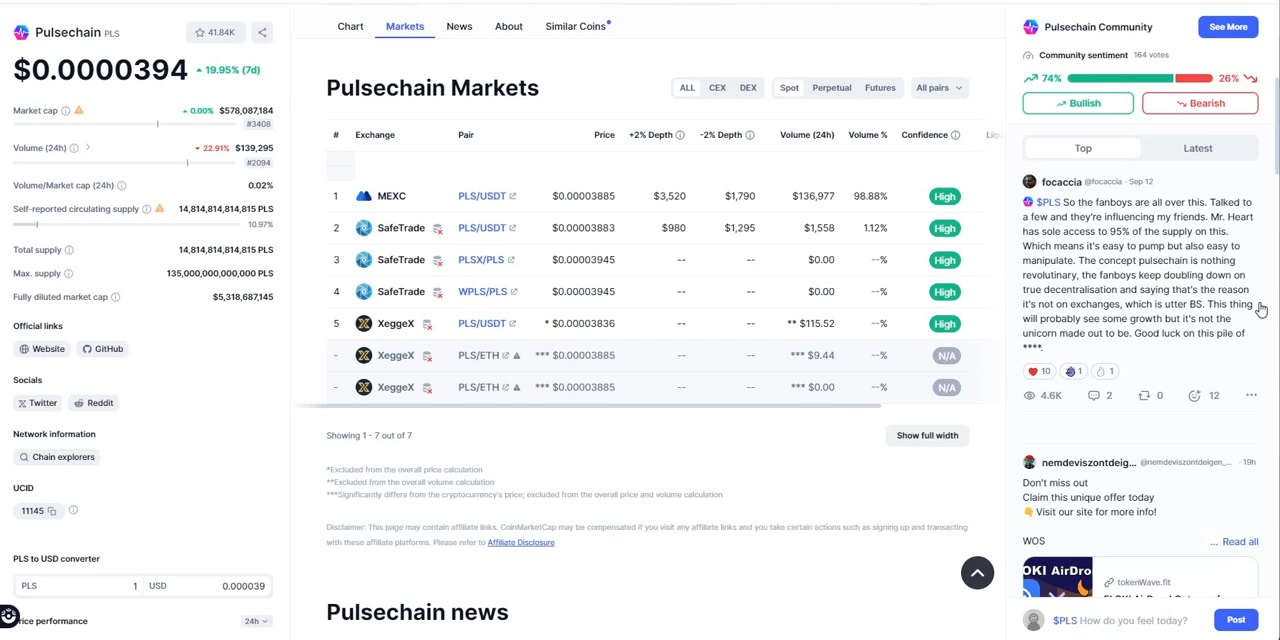 Pulsechain PLS
41.84K
$0.0000394
19.95% (7d)
Market cap
0.00% $578,087,184
#3408
Volume (24h)
22.91% $139,295
#2094
Volume/Market cap (24h)
0.02%
Self-reported circulating supply
14,814,814,814,815 PLS
10.97%
Total supply
14,814,814,814,815 PLS
Max. supply
135,000,000,000,000 PLS
Fully diluted market cap
$5,318,687,145
Official links
Website
GitHub
Socials
Twitter
Reddit
Network information
Chain explorers
UCID
11145
PLS to USD converter
PLS 1 USD 0.000039
rice performance
24h
Chart Markets News About Similar Coins
Pulsechain Markets
ALL CEX DEX
Spot Perpetual Futures
All pairs
# Exchange Pair Price +2% Depth -2% Depth Volume (24h) Volume % Confidence Liq
1 MEXC PLS/USDT $0.00003885 $3,520 $1,790 $136,977 98.88% High
2 SafeTrade PLS/USDT $0.00003883 $980 $1,295 $1,558 1.12% High
3 SafeTrade PLSX/PLS $0.00003945 -- -- $0.00 --% High
4 SafeTrade WPLS/PLS $0.00003945 -- -- $0.00 --% High
5 XeggeX PLS/USDT * $0.00003836 -- -- ** $115.52 --% High
- XeggeX PLS/ETH *** $0.00003885 -- -- *** $9.44 --% N/A
- XeggeX PLS/ETH *** $0.00003885 -- -- *** $0.00 --% N/A
Showing 1 - 7 out of 7
Show full width
*Excluded from the overall price calculation
**Excluded from the overall volume calculation
***Significantly differs from the cryptocurrency's price; excluded from the overall price and volume calculation
Disclaimer: This page may contain affiliate links. CoinMarketCap may be compensated if you visit any affiliate links and you take certain actions such as signing up and transacting
with these affiliate platforms. Please refer to Affiliate Disclosure
Pulsechain news
Pulsechain Community
See More
Community sentiment 164 votes
74%
26%
Bullish
Bearish
Top
Latest
focaccia @focaccia · Sep 12
$PLS So the fanboys are all over this. Talked to
a few and they're influencing my friends. Mr. Heart
has sole access to 95% of the supply on this.
Which means it's easy to pump but also easy to
manipulate. The concept pulsechain is nothing
revolutinary, the fanboys keep doubling down on
true decentralisation and saying that's the reason
it's not on exchanges, which is utter BS. This thing
will probably see some growth but it's not the
unicorn made out to be. Good luck on this pile of
****.
10
1
1
4.6K
2
0
12
...
nemdeviszontdeig... @nemdeviszontdeigen_... · 19h
Don't miss out
Claim this unique offer today
Visit our site for more info!
WOS
... Read all
OKI AirDro
tokenWave.fit
$PLS How do you feel today?
Post